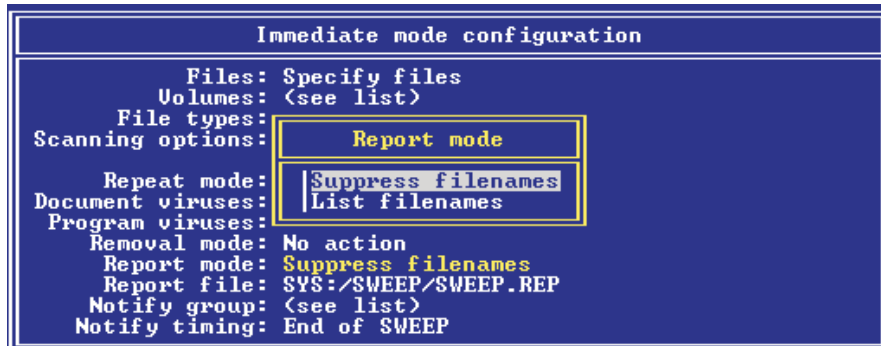 Immediate mode configuration
Files: Specify files
Volumes: <see list>
File types:
Scanning options:
Report mode
Repeat mode:
Suppress filenames
Document viruses:
List filenames
Program viruses:
Removal mode: No action
Report mode: Suppress filenames
Report file: SYS:/SWEEP/SWEEP.REP
Notify group: <see list>
Notify timing: End of SWEEP